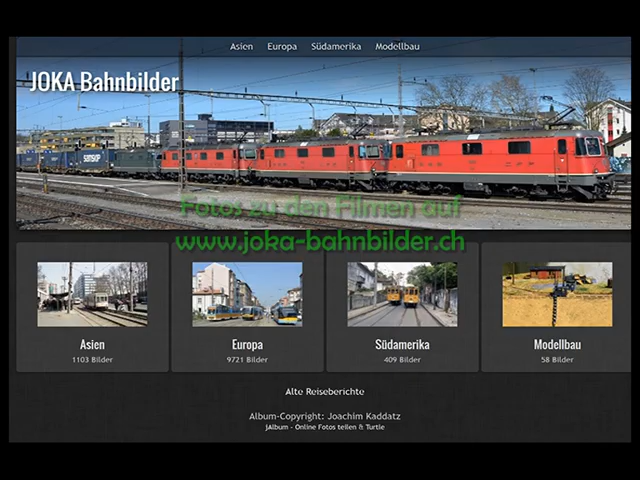 Asien Europa Südamerika Modellbau
JOKA Bahnbilder
Fotos zu den Filmen auf
www.joka-bahnbilder.ch
Asien
1103 Bilder
Europa
9721 Bilder
Südamerika
409 Bilder
Modellbau
58 Bilder
Alte Reiseberichte
Album-Copyright: Joachim Kaddatz
jAlbum - Online Fotos teilen & Turtle